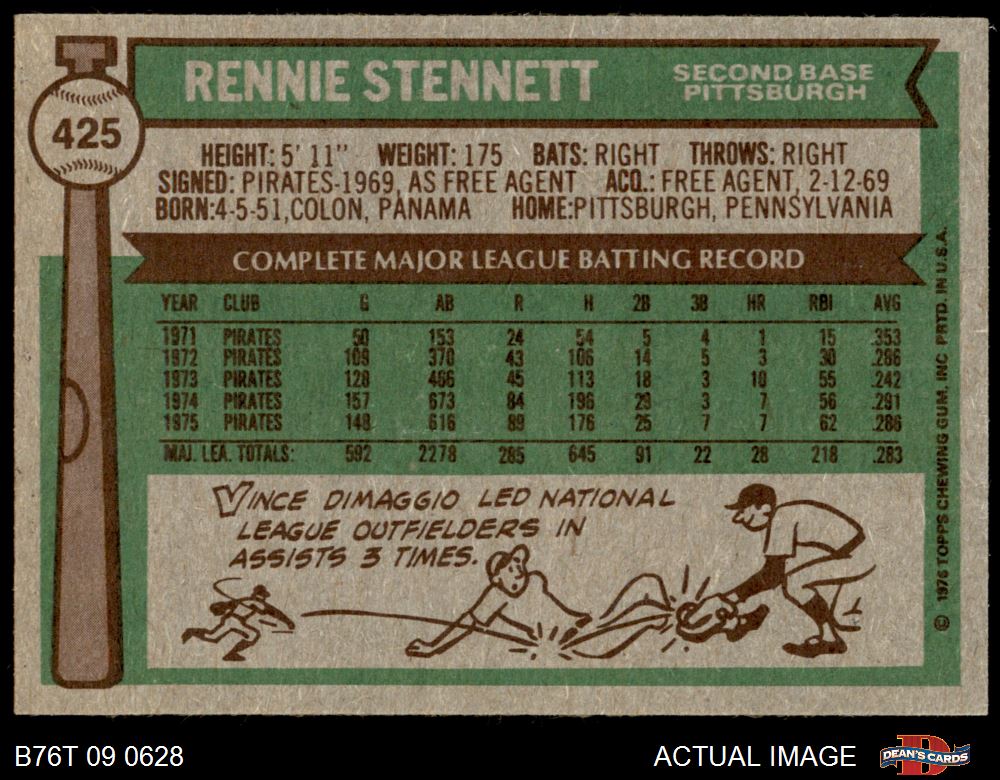 425
RENNIE STENNETT
SECOND BASE
PITTSBURGH
HEIGHT: 5' 11" WEIGHT: 175 BATS: RIGHT THROWS: RIGHT
SIGNED: PIRATES-1969, AS FREE AGENT ACQ.: FREE AGENT, 2-12-69
BORN:4-5-51,COLON, PANAMA HOME:PITTSBURGH, PENNSYLVANIA
COMPLETE MAJOR LEAGUE BATTING RECORD
YEAR CLUB G AB R H 2B 3B HR RBI AVG
1971 PIRATES 50 153 24 54 5 4 1 15 .353
1972 PIRATES 109 370 43 106 14 5 3 30 .286
1973 PIRATES 128 466 45 113 18 3 10 55 .242
1974 PIRATES 157 673 84 196 29 3 7 56 .291
1975 PIRATES 148 616 89 176 25 7 7 62 .286
MAJ. LEA. TOTALS: 592 2278 285 645 91 22 28 218 .283
VINCE DIMAGGIO LED NATIONAL
LEAGUE OUTFIELDERS IN
ASSISTS 3 TIMES.
© 1976 TOPPS CHEWING GUM, INC PRTD. IN U.S.A.
B76T 09 0628
ACTUAL IMAGE
DEAN'S CARDS